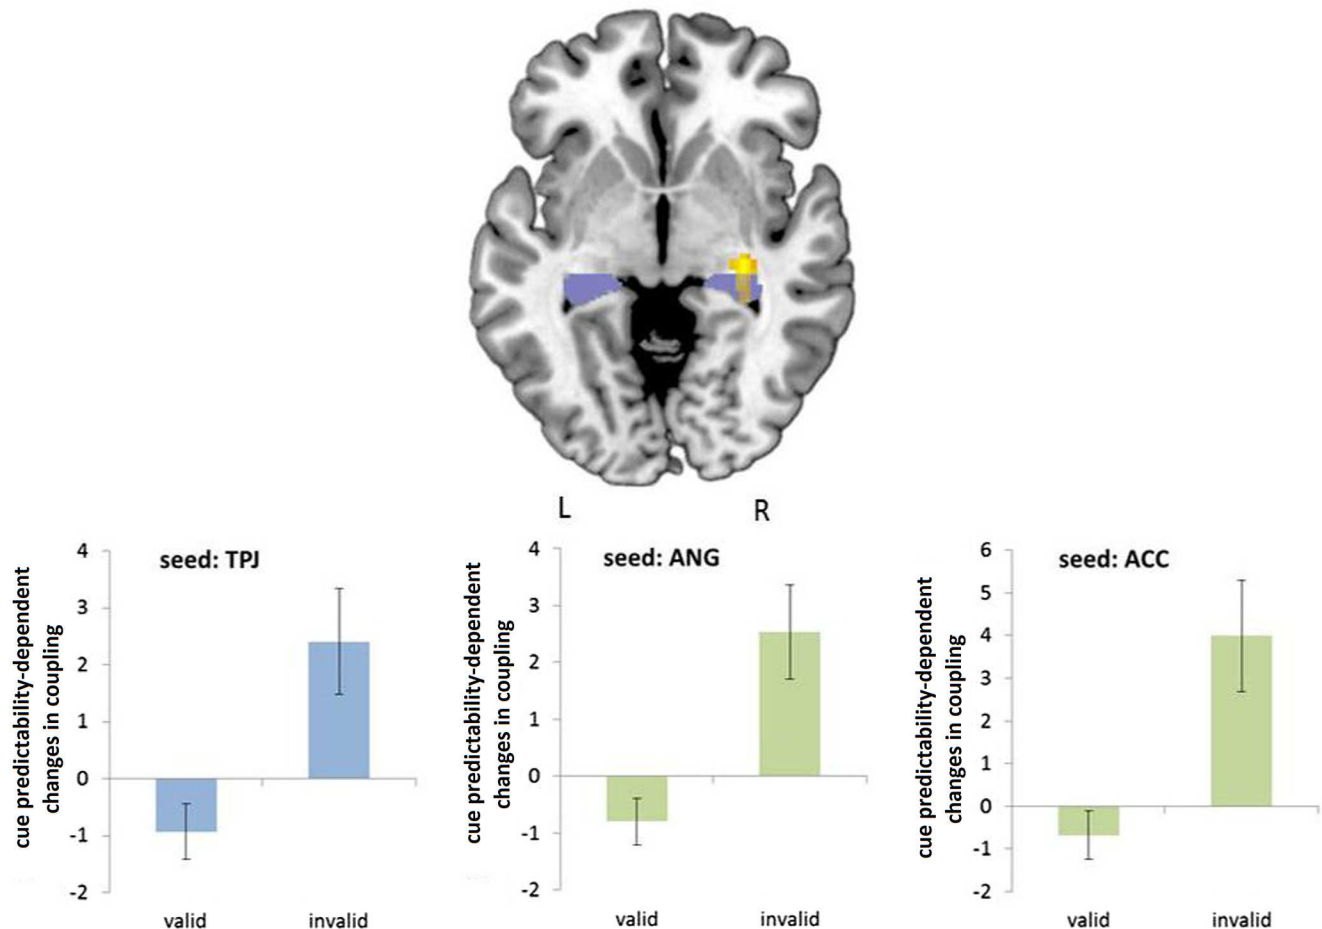 L R
seed: TPJ
cue predictability-dependent
changes in coupling
4
3
2
1
0
-1
-2
valid invalid
seed: ANG
cue predictability-dependent
changes in coupling
4
3
2
1
0
-1
-2
valid invalid
seed: ACC
cue predictability-dependent
changes in coupling
6
5
4
3
2
1
0
-1
-2
valid invalid